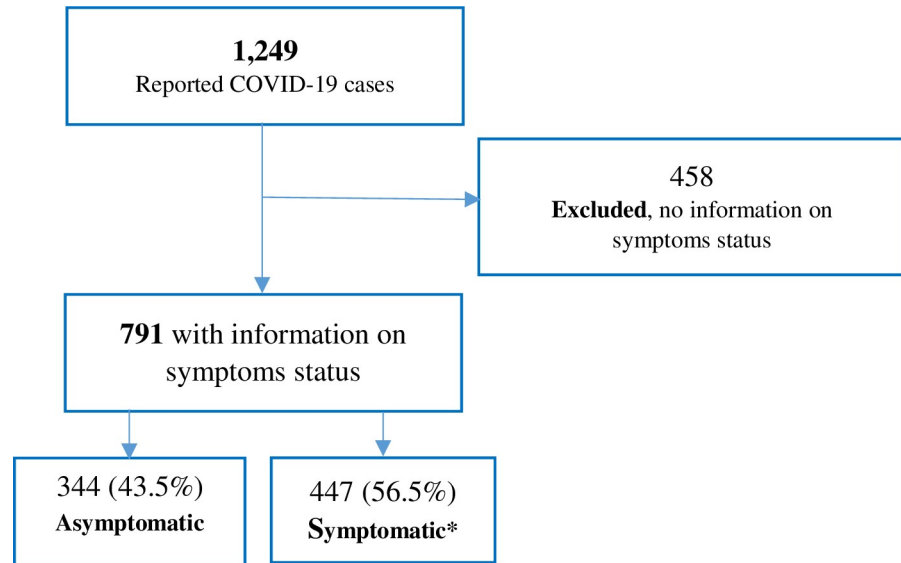 1,249
Reported COVID-19 cases
458
Excluded, no information on
symptoms status
791 with information on
symptoms status
344 (43.5%)
Asymptomatic
447 (56.5%)
Symptomatic*